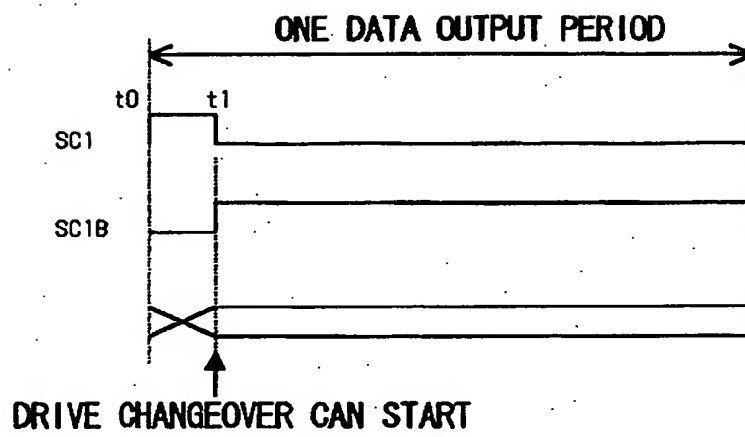 ONE DATA OUTPUT PERIOD
t0 t1
SC1
SC1B
DRIVE CHANGEOVER CAN START